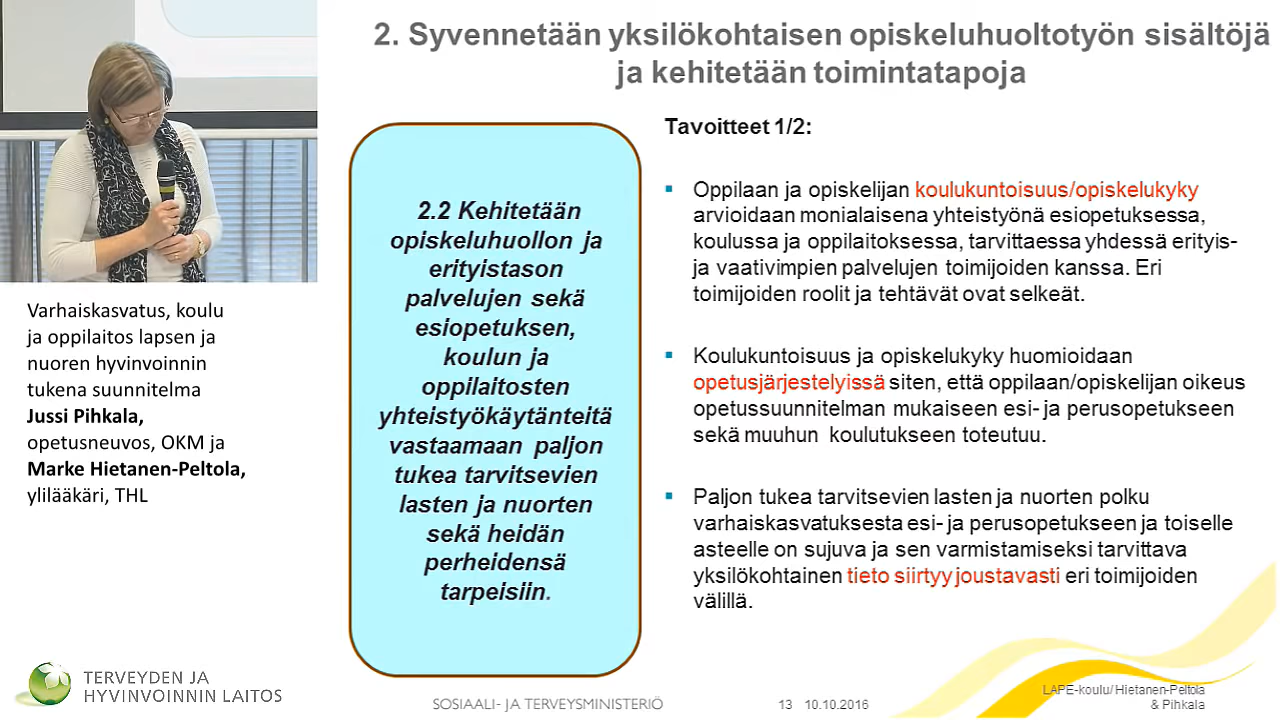 2. Syvennetään yksilökohtaisen opiskeluhuoltotyön sisältöjä
ja kehitetään toimintatapoja
2.2 Kehitetään
opiskeluhuollon ja
erityistason
palvelujen sekä
esiopetuksen,
koulun ja
oppilaitosten
yhteistyökäytänteitä
vastaamaan paljon
tukea tarvitsevien
lasten ja nuorten
sekä heidän
perheidensä
tarpeisiin.
Tavoitteet 1/2:
▪ Oppilaan ja opiskelijan koulukuntoisuus/opiskelukyky
arvioidaan monialaisena yhteistyönä esiopetuksessa,
koulussa ja oppilaitoksessa, tarvittaessa yhdessä erityis-
ja vaativimpien palvelujen toimijoiden kanssa. Eri
toimijoiden roolit ja tehtävät ovat selkeät.
▪ Koulukuntoisuus ja opiskelukyky huomioidaan
opetusjärjestelyissä siten, että oppilaan/opiskelijan oikeus
opetussuunnitelman mukaiseen esi- ja perusopetukseen
sekä muuhun koulutukseen toteutuu.
▪ Paljon tukea tarvitsevien lasten ja nuorten polku
varhaiskasvatuksesta esi- ja perusopetukseen ja toiselle
asteelle on sujuva ja sen varmistamiseksi tarvittava
yksilökohtainen tieto siirtyy joustavasti eri toimijoiden
välillä.
Varhaiskasvatus, koulu
ja oppilaitos lapsen ja
nuoren hyvinvoinnin
tukena suunnitelma
Jussi Pihkala,
opetusneuvos, OKM ja
Marke Hietanen-Peltola,
ylilääkäri, THL
TERVEYDEN JA
HYVINVOINNIN LAITOS
SOSIAALI- JA TERVEYSMINISTERIÖ
13 10.10.2016
LAPE-koulu/ Hietanen-Peltola
& Pihkala